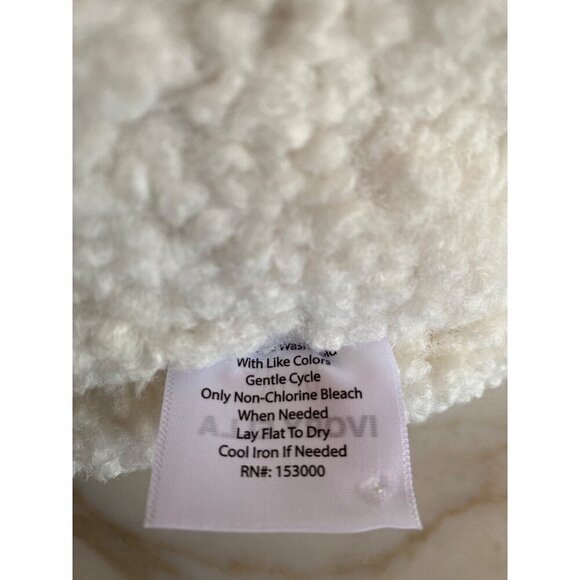 Wash
With Like Colors
Gentle Cycle
Only Non-Chlorine Bleach
When Needed
Lay Flat To Dry
Cool Iron If Needed
RN#: 153000